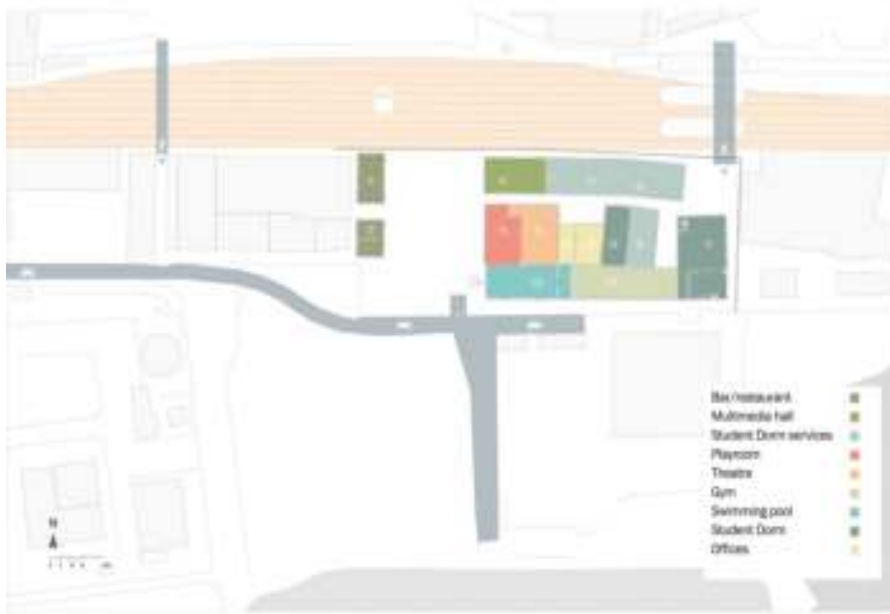 Bar/restaurant
Multimedia hall
Student Dorm services
Playroom
Theatre
Gym
Swimming pool
Student Dorm
Offices
N